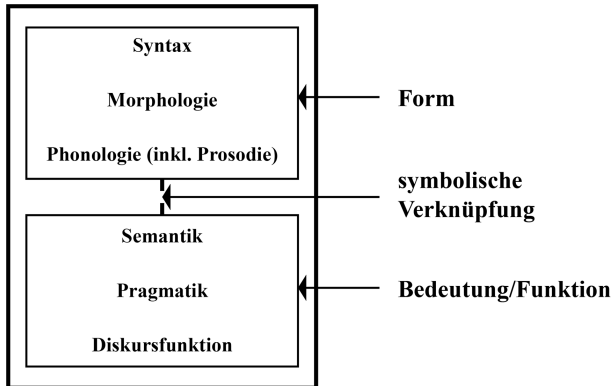 Syntax
Morphologie
Phonologie (inkl. Prosodie)
Form
symbolische
Verknüpfung
Semantik
Pragmatik
Diskursfunktion
Bedeutung/Funktion